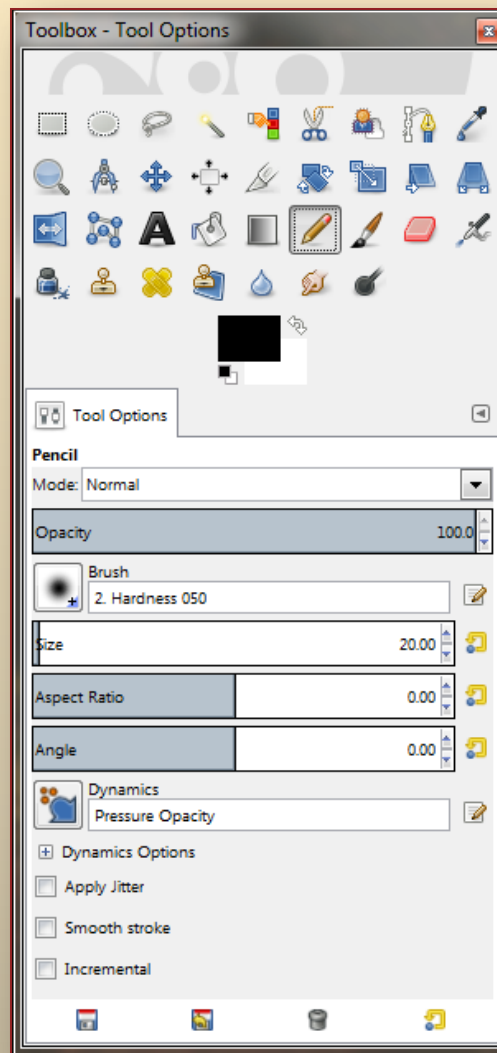 Toolbox - Tool Options
Tool Options
Pencil
Mode: Normal
Opacity 100.0
Brush
2. Hardness 050
Size 20.00
Aspect Ratio 0.00
Angle 0.00
Dynamics
Pressure Opacity
Dynamics Options
Apply Jitter
Smooth stroke
Incremental